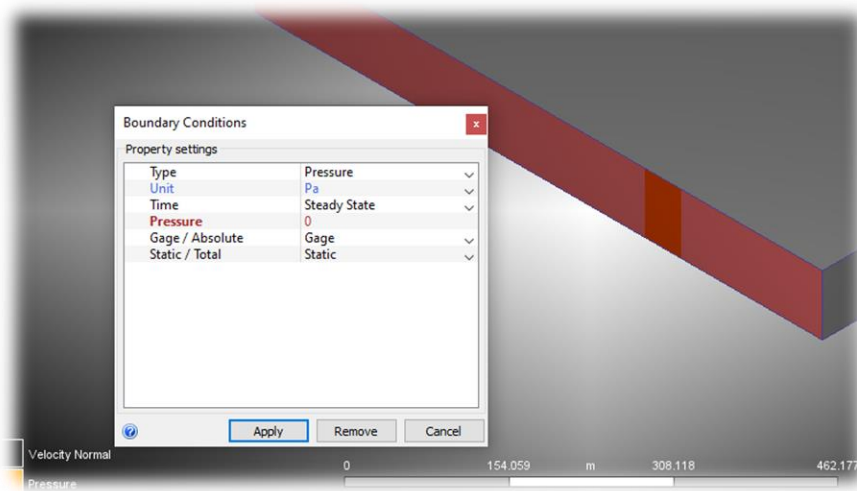 Boundary Conditions
x
Property settings
Type Pressure
Unit Pa
Time Steady State
Pressure 0
Gage / Absolute Gage
Static / Total Static
?
Apply Remove Cancel
Velocity Normal
0 154.059 m 308.118 462.177
Pressure